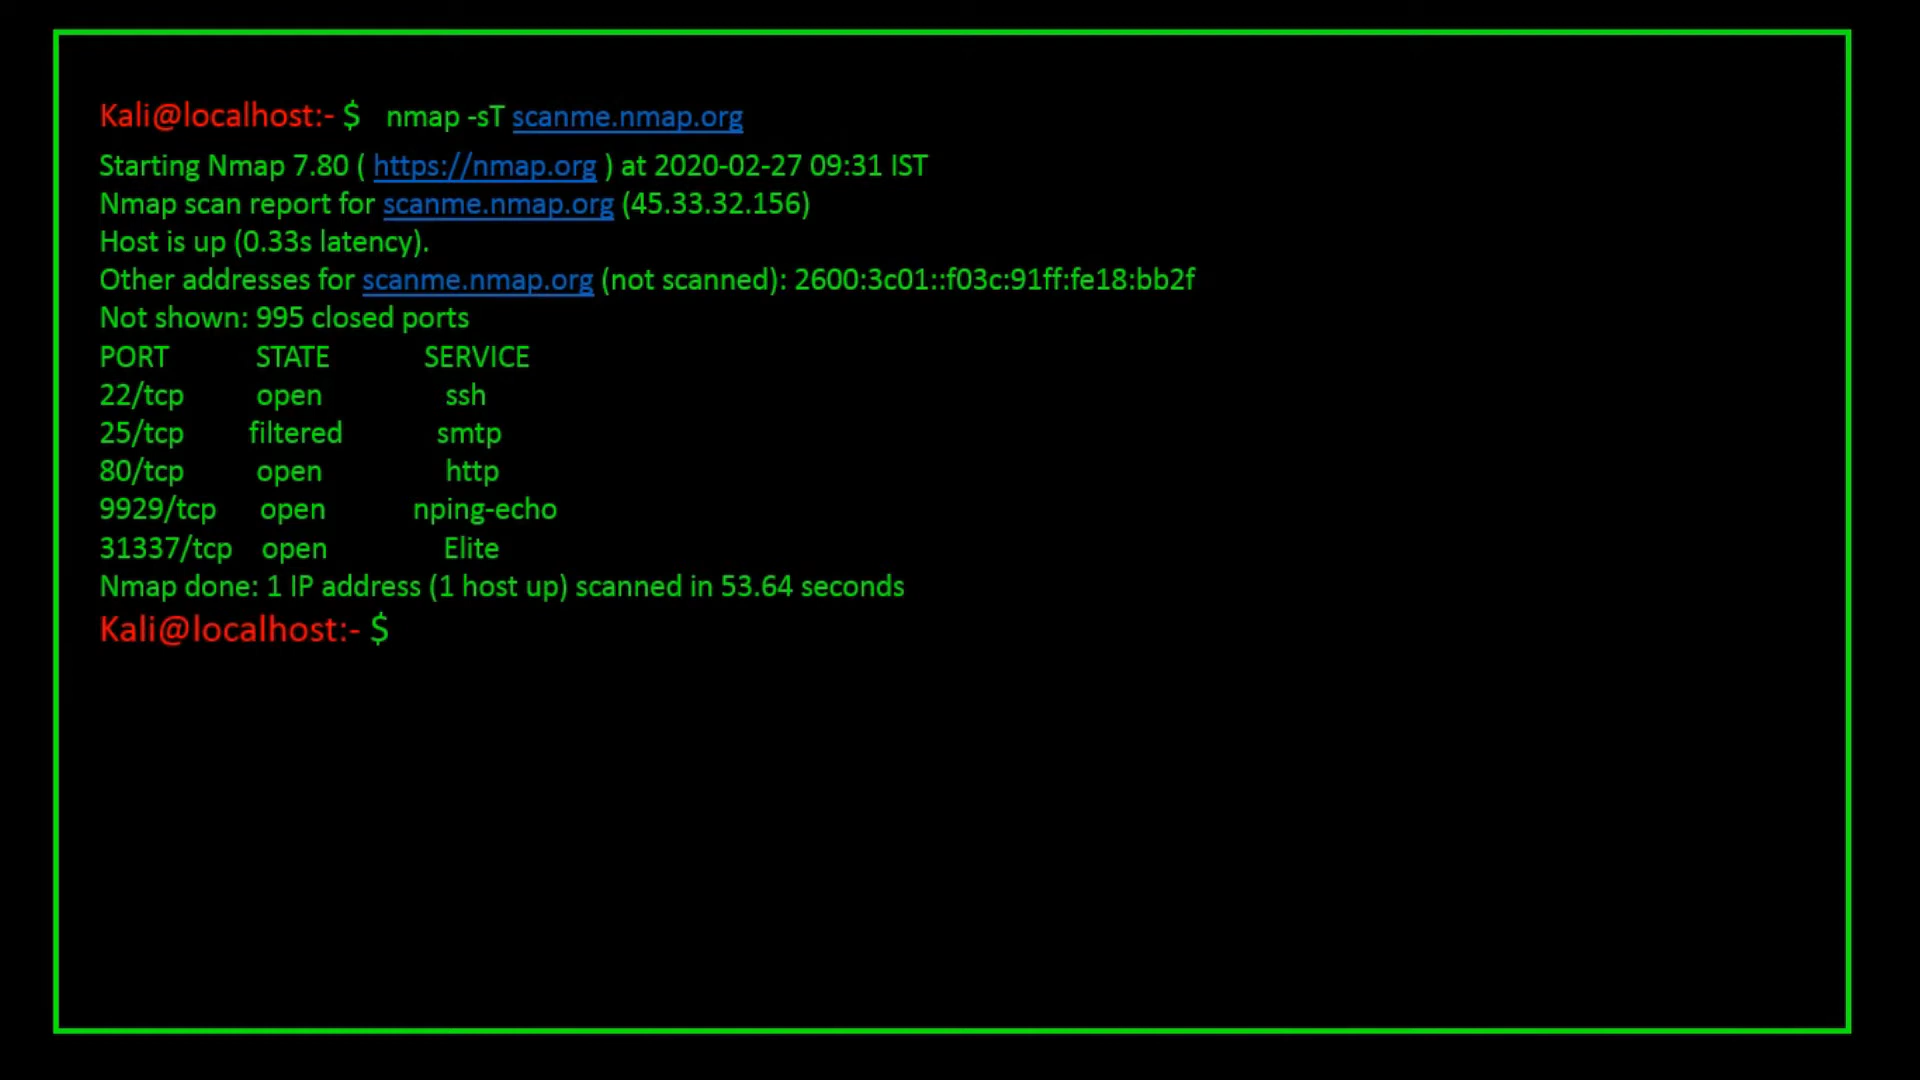 Kali@localhost:- $ nmap -sT scanme.nmap.org
Starting Nmap 7.80 ( https://nmap.org ) at 2020-02-27 09:31 IST
Nmap scan report for scanme.nmap.org (45.33.32.156)
Host is up (0.33s latency).
Other addresses for scanme.nmap.org (not scanned): 2600:3c01::f03c:91ff:fe18:bb2f
Not shown: 995 closed ports
PORT STATE SERVICE
22/tcp open ssh
25/tcp filtered smtp
80/tcp open http
9929/tcp open nping-echo
31337/tcp open Elite
Nmap done: 1 IP address (1 host up) scanned in 53.64 seconds
Kali@localhost:- $